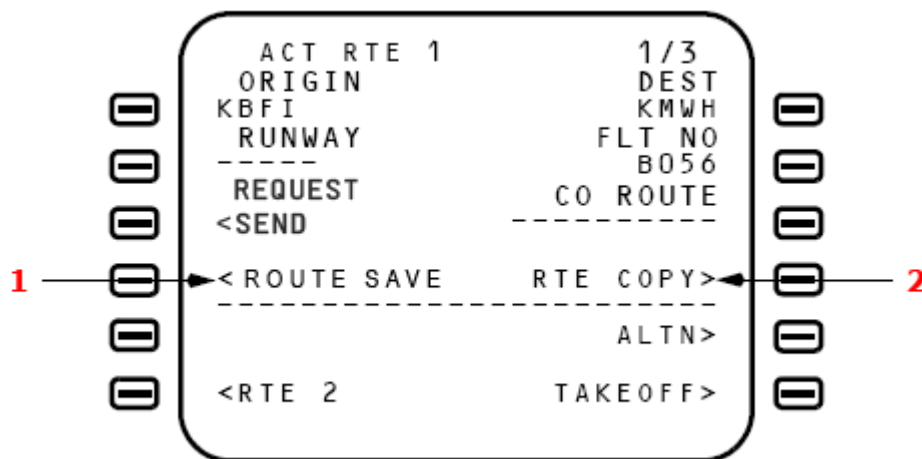 ACT RTE 1 1/3
ORIGIN DEST
KBFI KMWH
RUNWAY FLT NO
----- BO56
REQUEST CO ROUTE
<SEND ----------
1 <ROUTE SAVE RTE COPY> 2
--------------------------
ALTN>
<RTE 2 TAKEOFF>